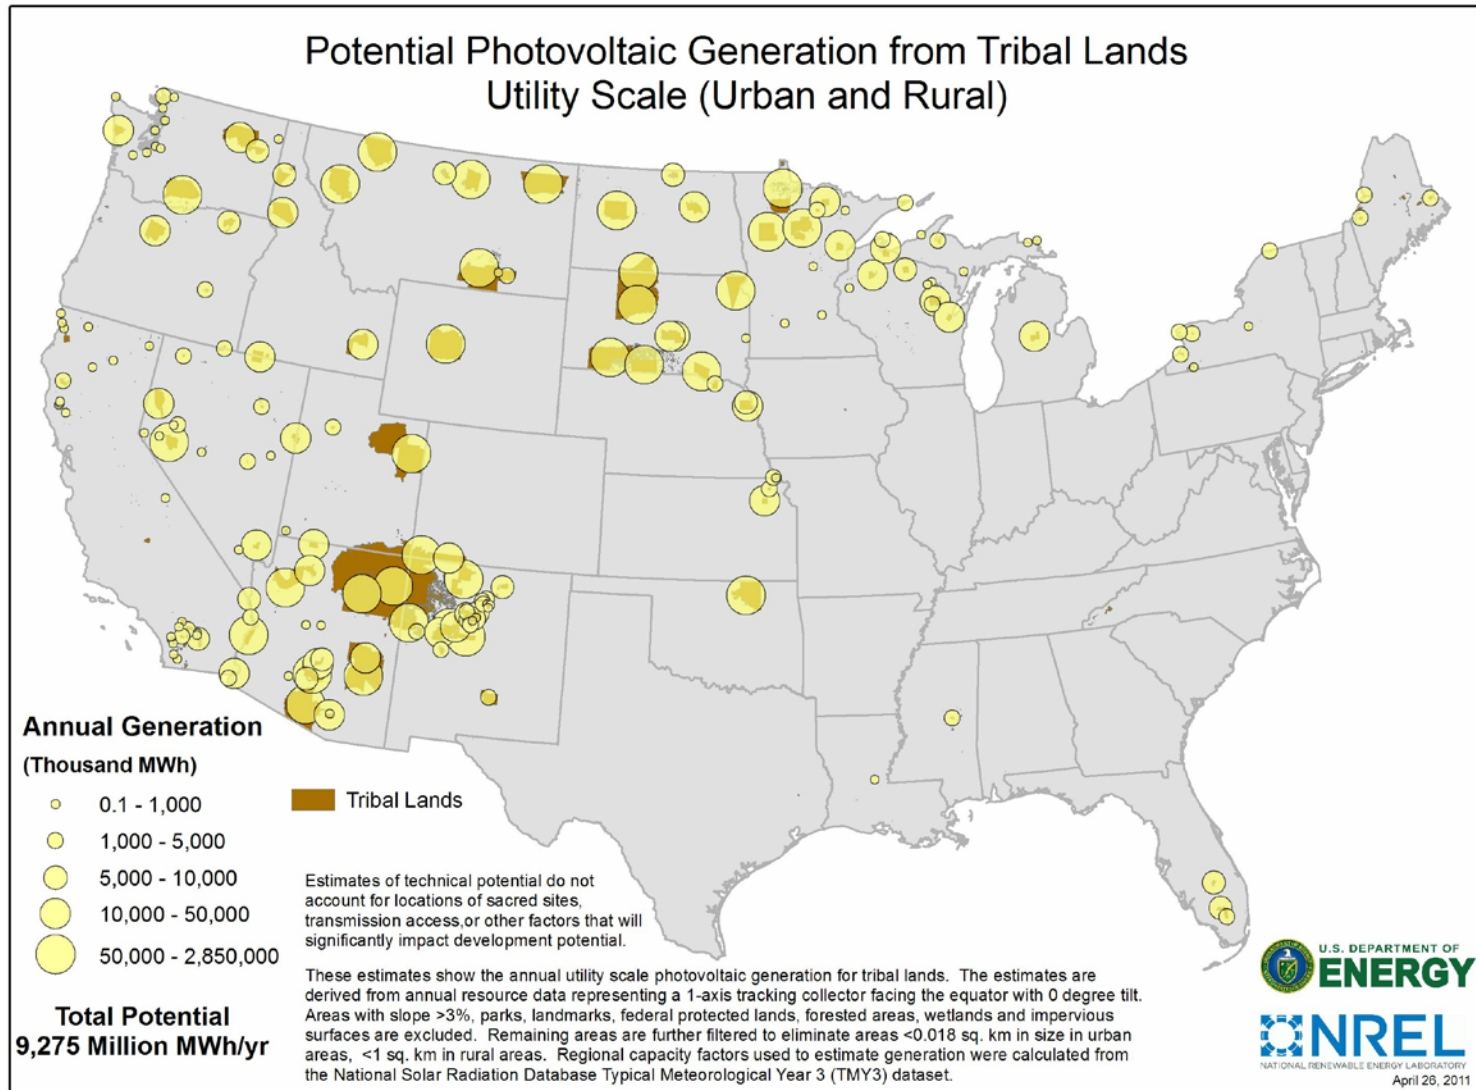 Potential Photovoltaic Generation from Tribal Lands
Utility Scale (Urban and Rural)
Annual Generation
(Thousand MWh)
0.1 - 1,000
1,000 - 5,000
5,000 - 10,000
10,000 - 50,000
50,000 - 2,850,000
Total Potential
9,275 Million MWh/yr
Tribal Lands
Estimates of technical potential do not
account for locations of sacred sites,
transmission access,or other factors that will
significantly impact development potential.
These estimates show the annual utility scale photovoltaic generation for tribal lands. The estimates are
derived from annual resource data representing a 1-axis tracking collector facing the equator with 0 degree tilt.
Areas with slope >3%, parks, landmarks, federal protected lands, forested areas, wetlands and impervious
surfaces are excluded. Remaining areas are further filtered to eliminate areas <0.018 sq. km in size in urban
areas, <1 sq. km in rural areas. Regional capacity factors used to estimate generation were calculated from
the National Solar Radiation Database Typical Meteorological Year 3 (TMY3) dataset.
U.S. DEPARTMENT OF
ENERGY
NREL
NATIONAL RENEWABLE ENERGY LABORATORY
April 26, 2011